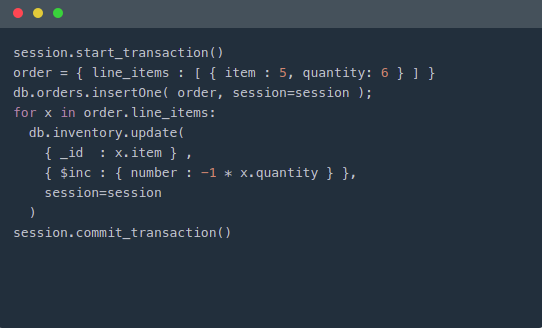 session.start_transaction()
order = { line_items : [ { item : 5, quantity: 6 } ] }
db.orders.insertOne( order, session=session );
for x in order.line_items:
  db.inventory.update(
    { _id  : x.item } ,
    { $inc : { number : −1 * x.quantity } },
    session=session
  )
session.commit_transaction()